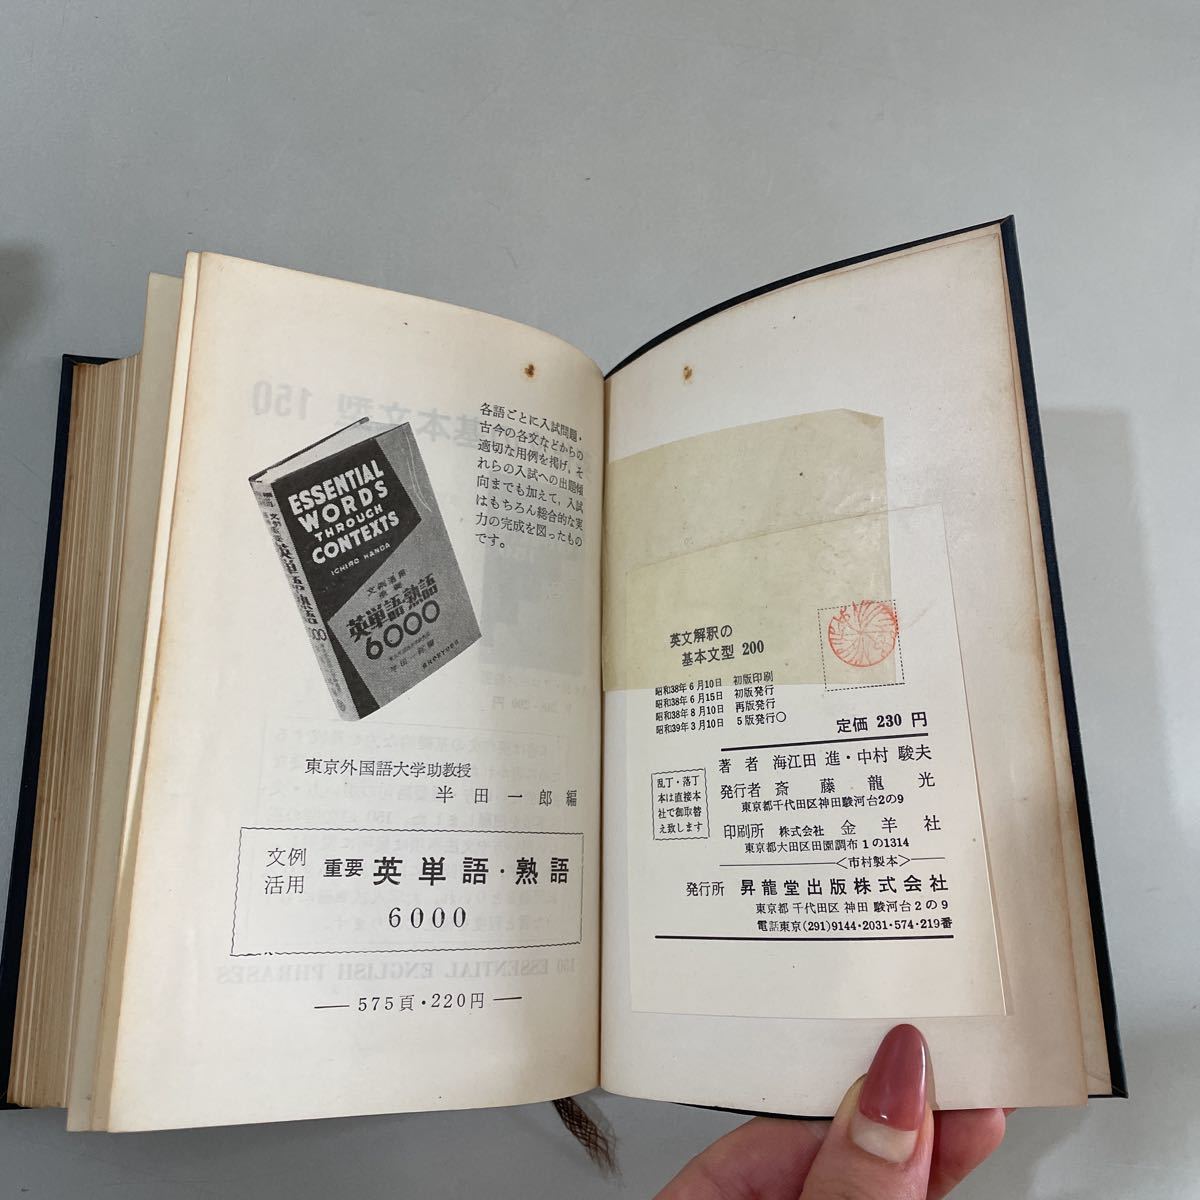 各語ごとに入試問題・
古今の各文などからの
適切な用例を掲げ、そ
れらの入試への出題傾
向までも加えて、入試
はもちろん総合的な実
力の完成を図ったもの
です。
ESSENTIAL
WORDS
THROUGH
CONTEXTS
ICHIRO HANDA
文例活用
重要
英単語・熟語
6000
東京外国語大学助教授
半田一郎編
文例
活用
重要 英単語・熟語
6000
575頁・220円
英文解釈の
基本文型 200
昭和38年6月10日 初版印刷
昭和38年6月15日 初版発行
昭和38年8月10日 再版発行
昭和39年3月10日 5版発行○
定価 230 円
著者 海江田 進・中村 駿夫
発行者 斎藤龍光
東京都千代田区神田駿河台2の9
印刷所 株式会社 金羊社
東京都大田区田園調布1の1314
〈市村製本〉
乱丁・落丁
本は直接本
社で御取替
え致します
発行所 昇龍堂出版株式会社
東京都 千代田区 神田 駿河台2の9
電話東京(291)9144・2031・574・219番